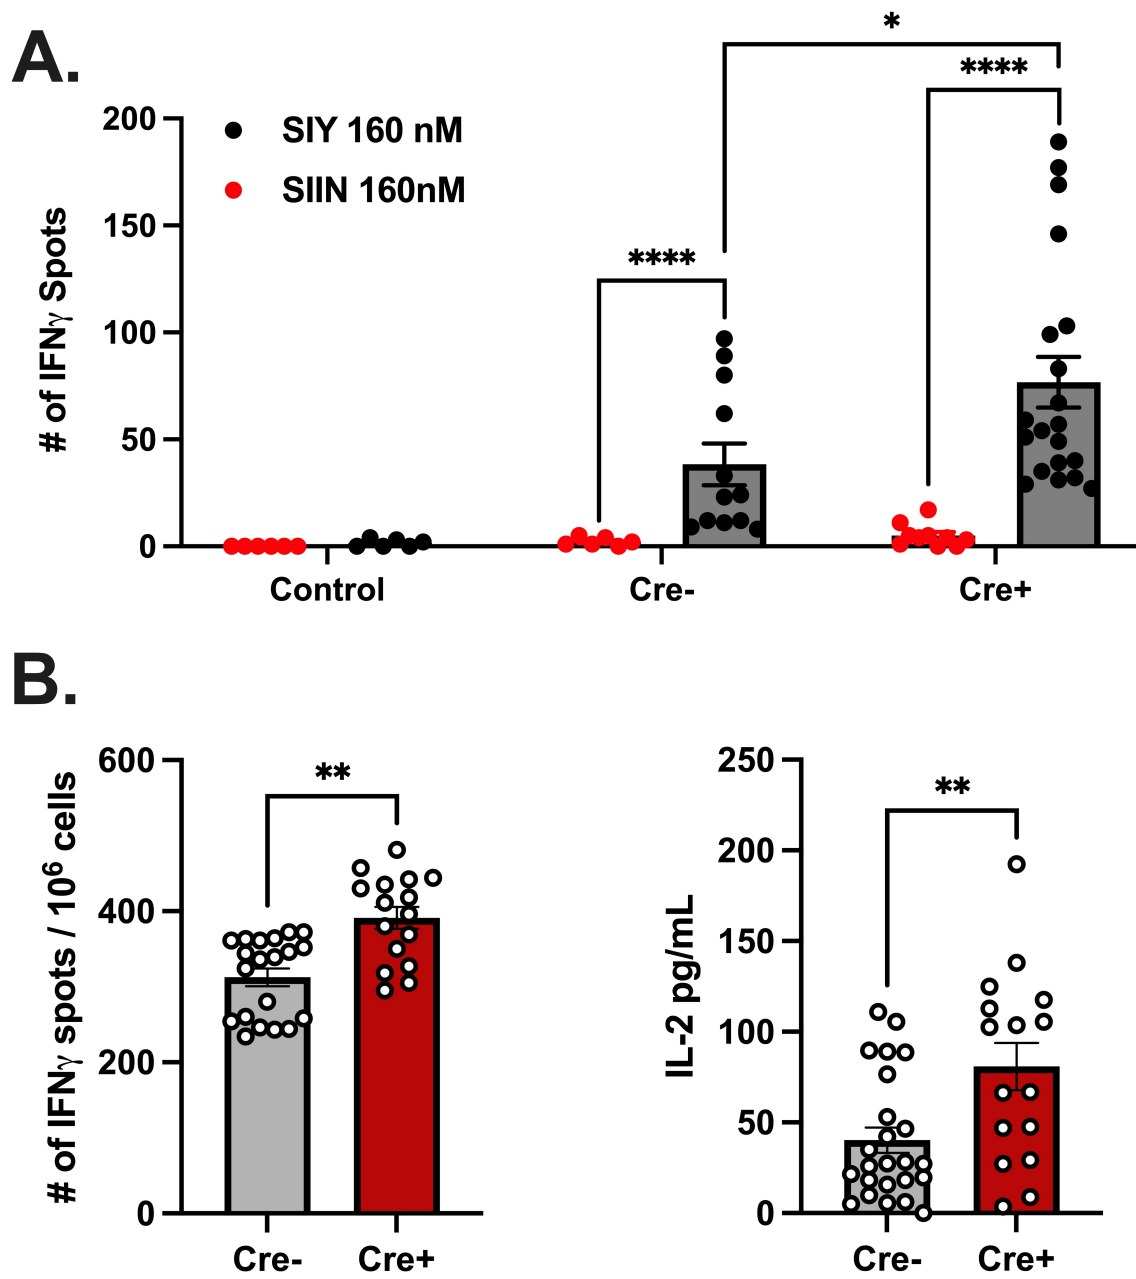 A.
*
****
200
SIY 160 nM
SIIN 160nM
150
****
100
50
0
# of IFNγ Spots
Control
Cre-
Cre+
B.
600
**
400
200
0
# of IFNγ spots / 10⁶ cells
Cre-
Cre+
250
**
200
150
100
50
0
IL-2 pg/mL
Cre-
Cre+